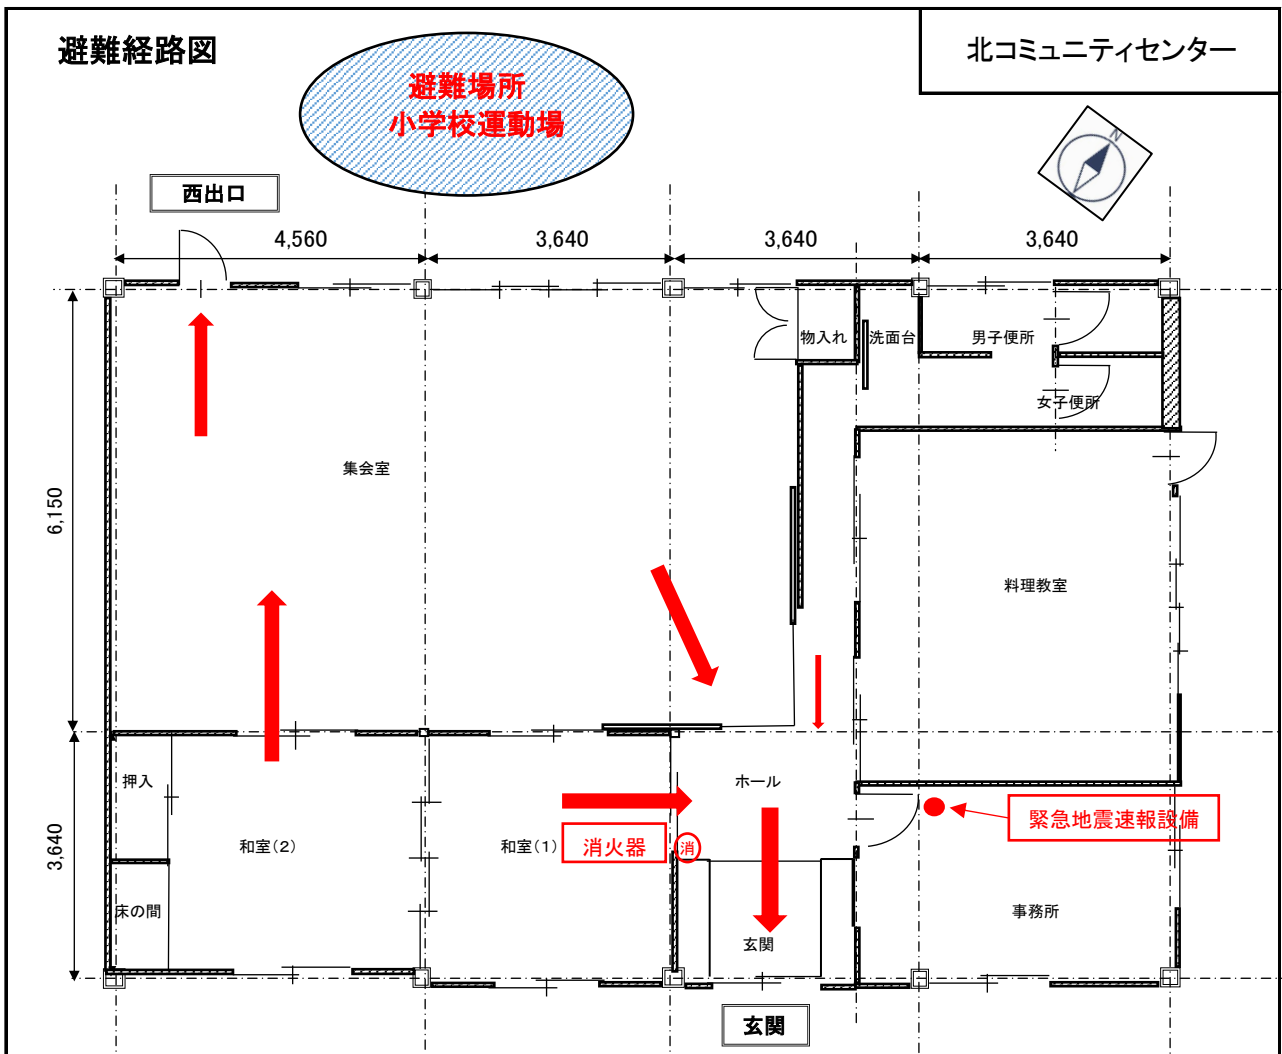 避難経路図
避難場所
小学校運動場
北コミュニティセンター
N
西出口
4,560
3,640
3,640
3,640
物入れ
洗面台
男子便所
女子便所
集会室
6,150
料理教室
押入
ホール
緊急地震速報設備
3,640
和室(2)
和室(1)
消火器
消
床の間
事務所
玄関
玄関